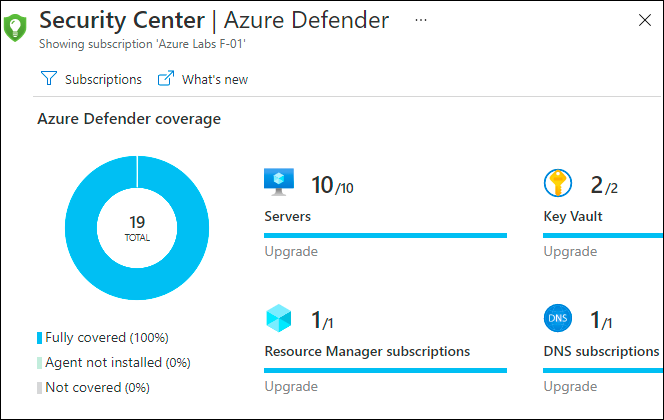 Security Center | Azure Defender ...
Showing subscription 'Azure Labs F-01'
Subscriptions What's new
Azure Defender coverage
19
TOTAL
Fully covered (100%)
Agent not installed (0%)
Not covered (0%)
10/10
Servers
Upgrade
2/2
Key Vault
Upgrade
1/1
Resource Manager subscriptions
Upgrade
DNS
1/1
DNS subscriptions
Upgrade